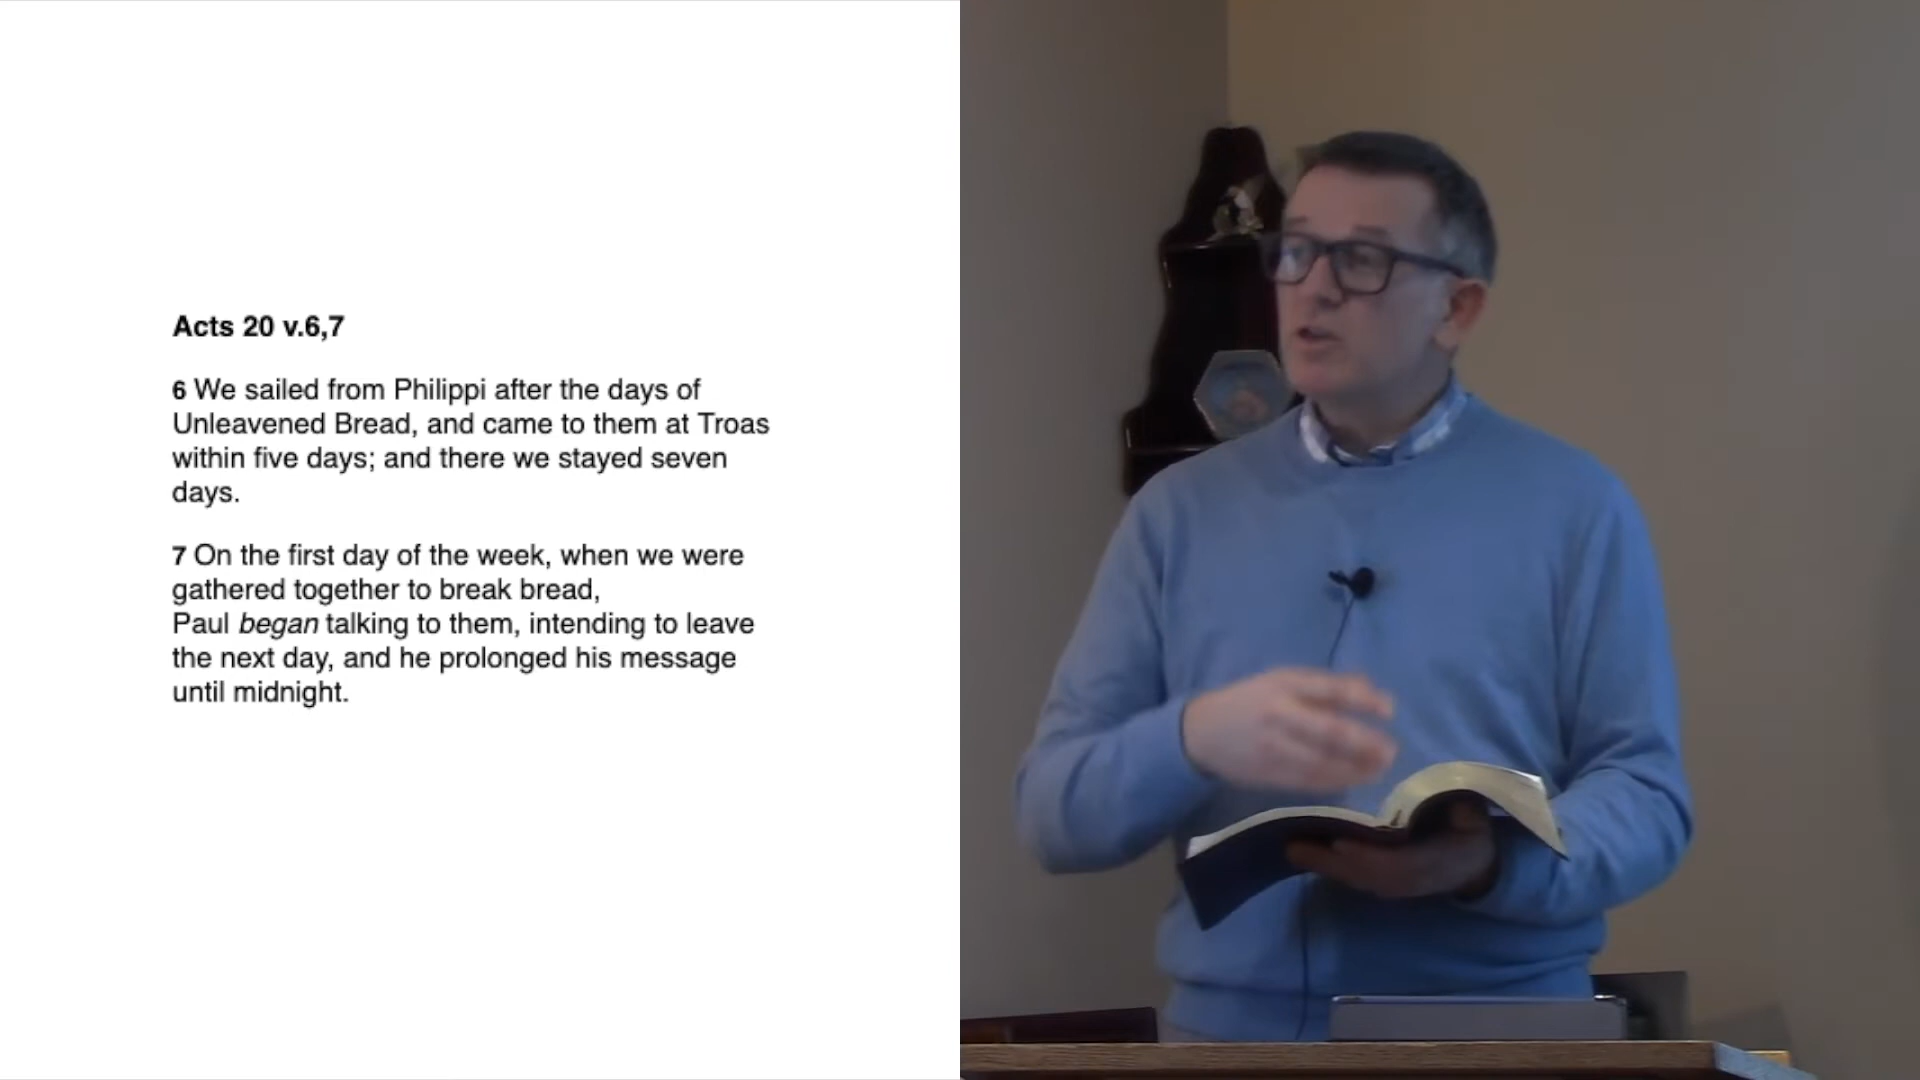 Acts 20 v.6,7
6 We sailed from Philippi after the days of
Unleavened Bread, and came to them at Troas
within five days; and there we stayed seven
days.
7 On the first day of the week, when we were
gathered together to break bread,
Paul began talking to them, intending to leave
the next day, and he prolonged his message
until midnight.